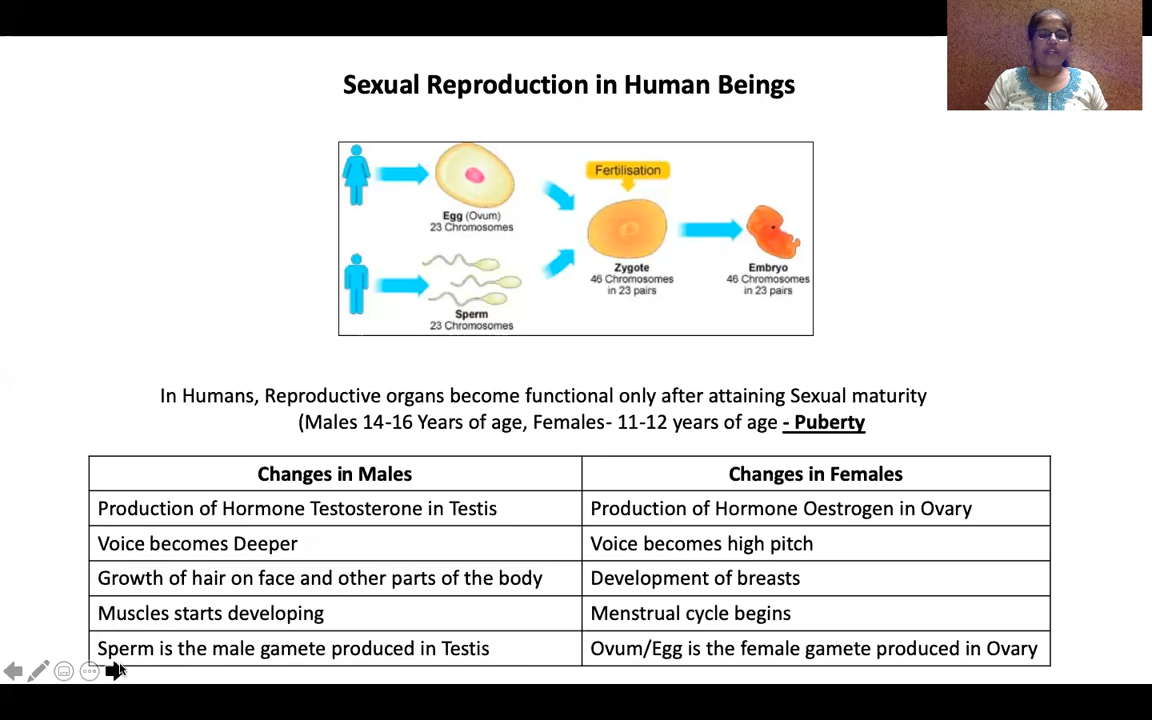 Sexual Reproduction in Human Beings
Fertilisation
Egg (Ovum)
23 Chromosomes
Zygote
46 Chromosomes
in 23 pairs
Embryo
46 Chromosomes
in 23 pairs
Sperm
23 Chromosomes
In Humans, Reproductive organs become functional only after attaining Sexual maturity
(Males 14-16 Years of age, Females- 11-12 years of age - Puberty
Changes in Males
Changes in Females
Production of Hormone Testosterone in Testis
Production of Hormone Oestrogen in Ovary
Voice becomes Deeper
Voice becomes high pitch
Growth of hair on face and other parts of the body
Development of breasts
Muscles starts developing
Menstrual cycle begins
Sperm is the male gamete produced in Testis
Ovum/Egg is the female gamete produced in Ovary